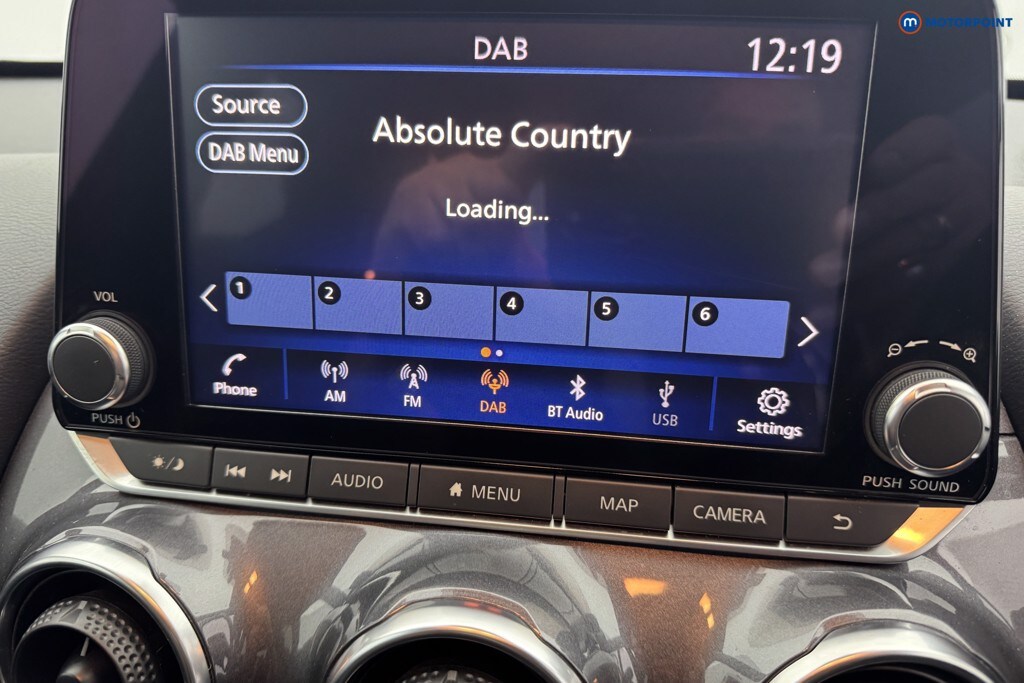 m MOTORPOINT
DAB
12:19
Source
DAB Menu
Absolute Country
Loading...
1 2 3 4 5 6
Phone
AM
FM
DAB
BT Audio
USB
Settings
VOL
PUSH
PUSH SOUND
AUDIO
MENU
MAP
CAMERA